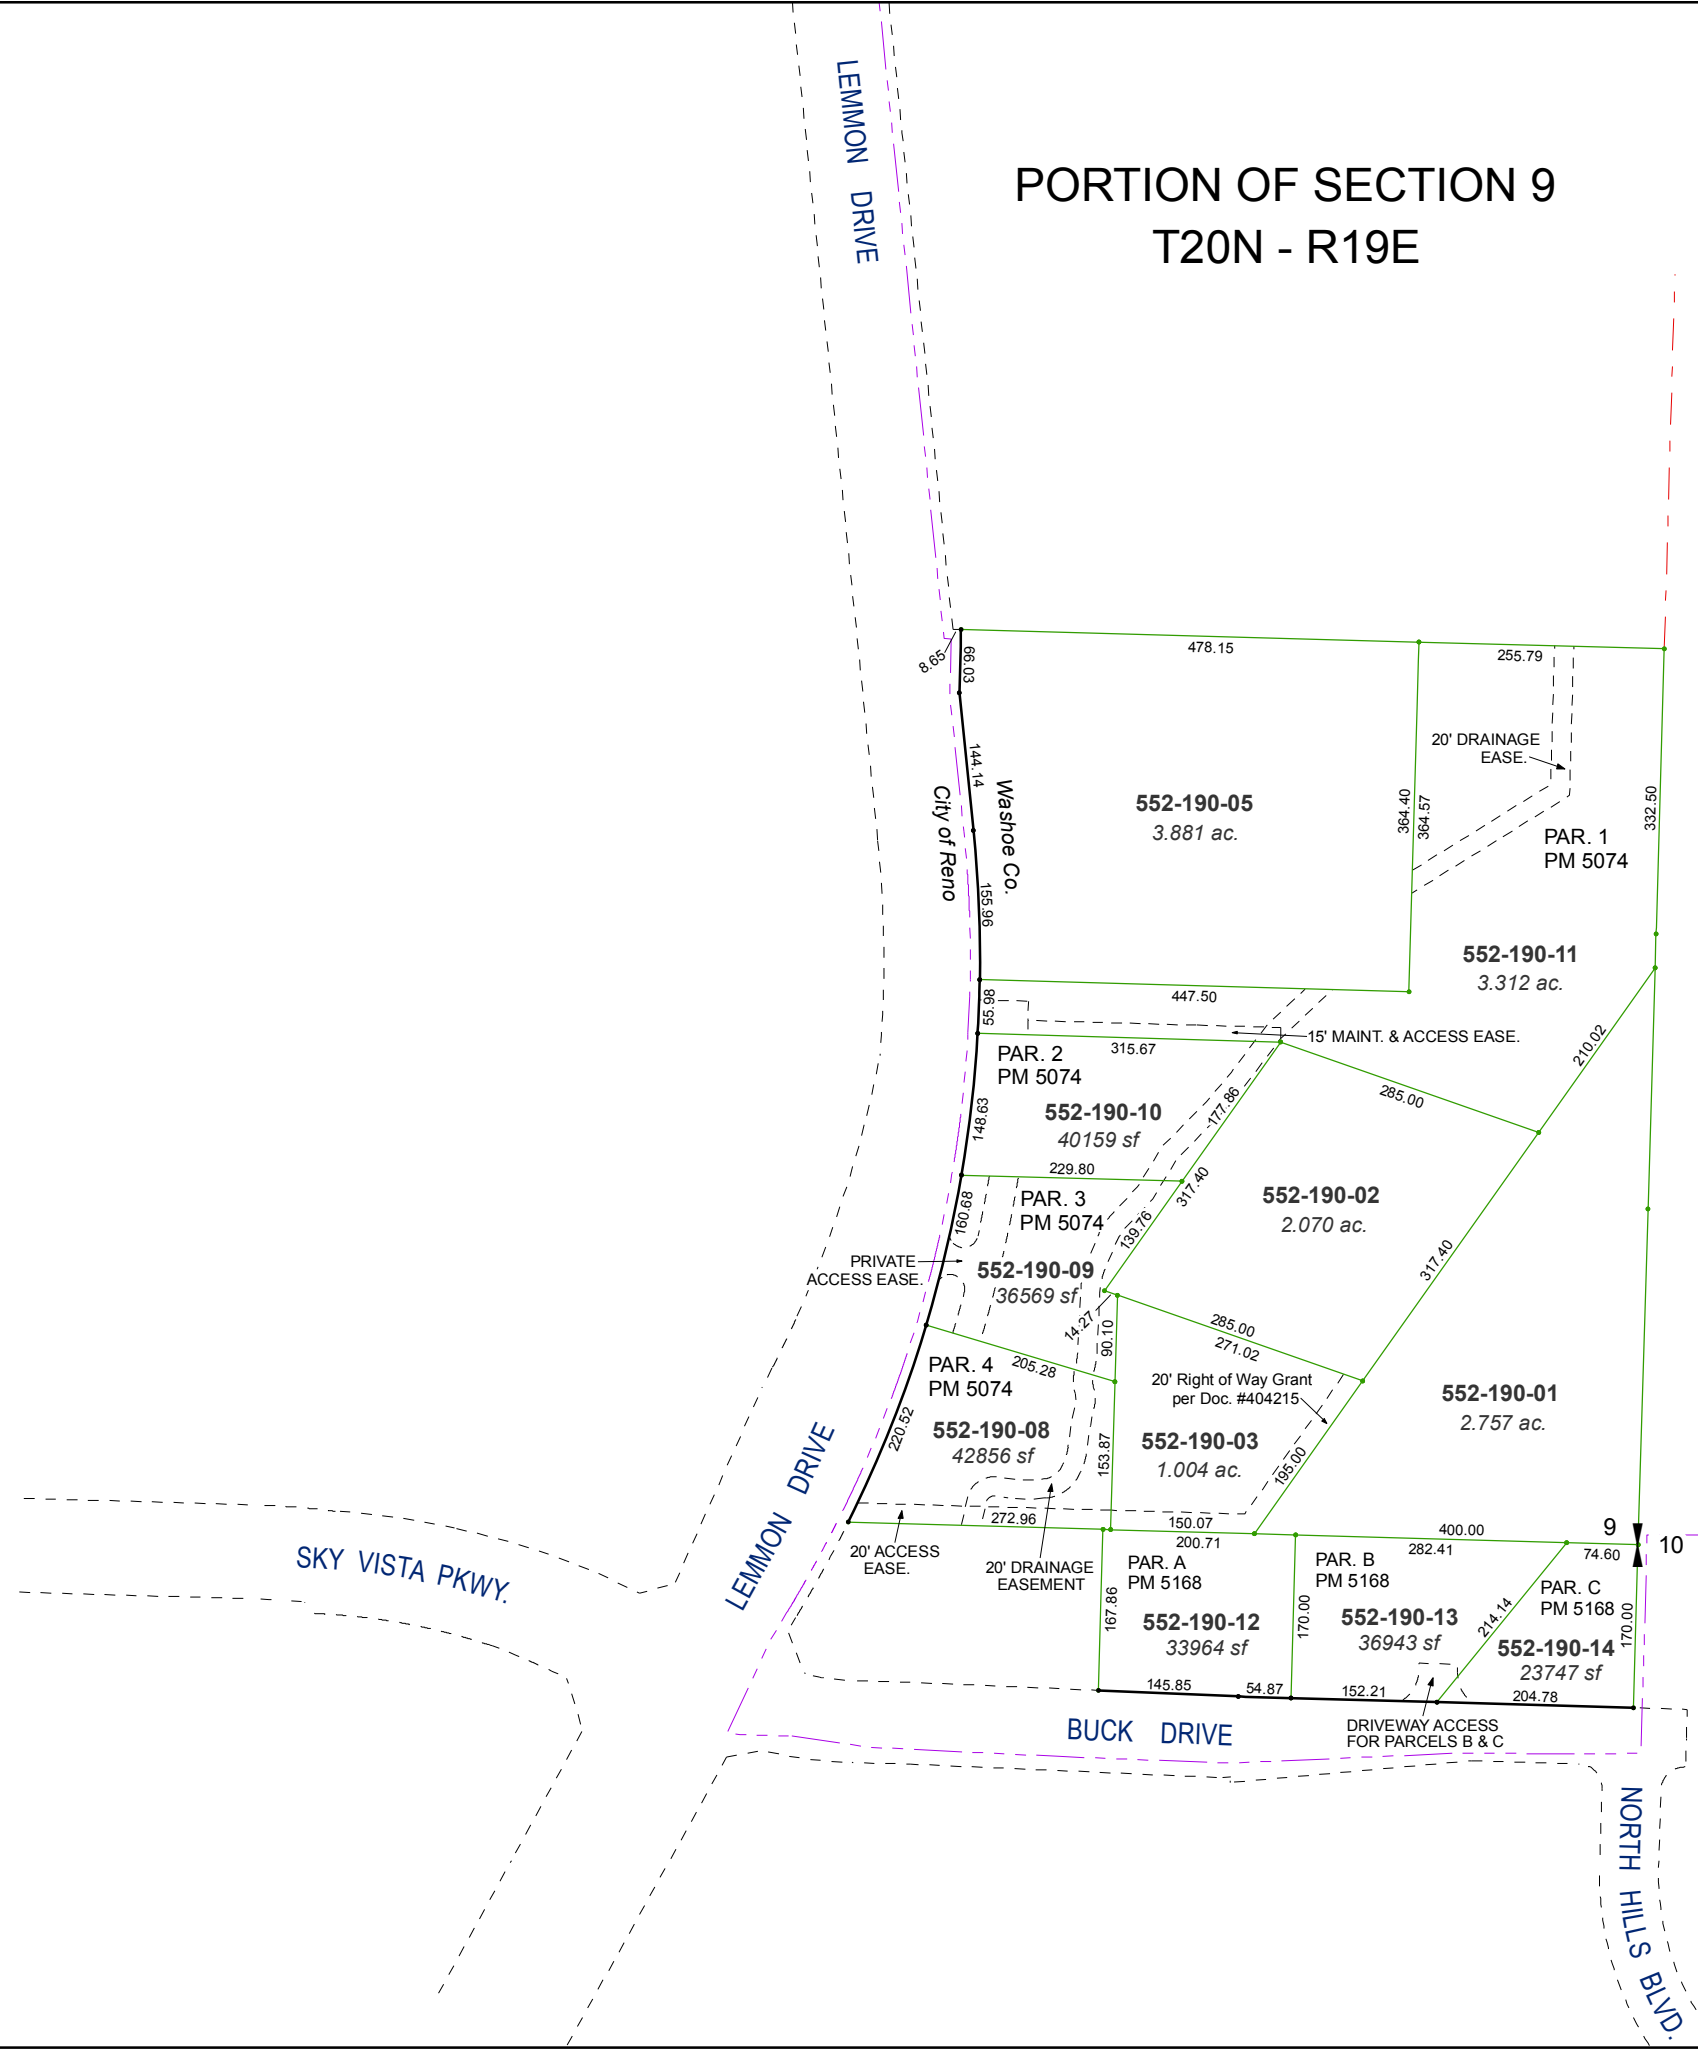 PORTION OF SECTION 9
T20N - R19E
LEMMON DRIVE
8.65
66.03
478.15
255.79
144.14
City of Reno
Washoe Co.
155.96
552-190-05
3.881 ac.
364.40
364.57
20' DRAINAGE
EASE.
332.50
PAR. 1
PM 5074
552-190-11
3.312 ac.
447.50
55.98
15' MAINT. & ACCESS EASE.
315.67
210.02
285.00
PAR. 2
PM 5074
552-190-10
40159 sf
148.63
177.86
229.80
317.40
552-190-02
2.070 ac.
317.40
PAR. 3
PM 5074
160.68
139.76
PRIVATE
ACCESS EASE.
552-190-09
36569 sf
14.27
90.10
285.00
271.02
205.28
PAR. 4
PM 5074
220.52
552-190-08
42856 sf
153.87
20' Right of Way Grant
per Doc. #404215
552-190-03
1.004 ac.
195.00
552-190-01
2.757 ac.
272.96
150.07
200.71
400.00
282.41
74.60
9
10
20' ACCESS
EASE.
20' DRAINAGE
EASEMENT
LEMMON DRIVE
SKY VISTA PKWY.
PAR. A
PM 5168
167.86
552-190-12
33964 sf
PAR. B
PM 5168
170.00
552-190-13
36943 sf
214.14
PAR. C
PM 5168
170.00
552-190-14
23747 sf
145.85
54.87
152.21
204.78
BUCK DRIVE
DRIVEWAY ACCESS
FOR PARCELS B & C
NORTH HILLS BLVD.